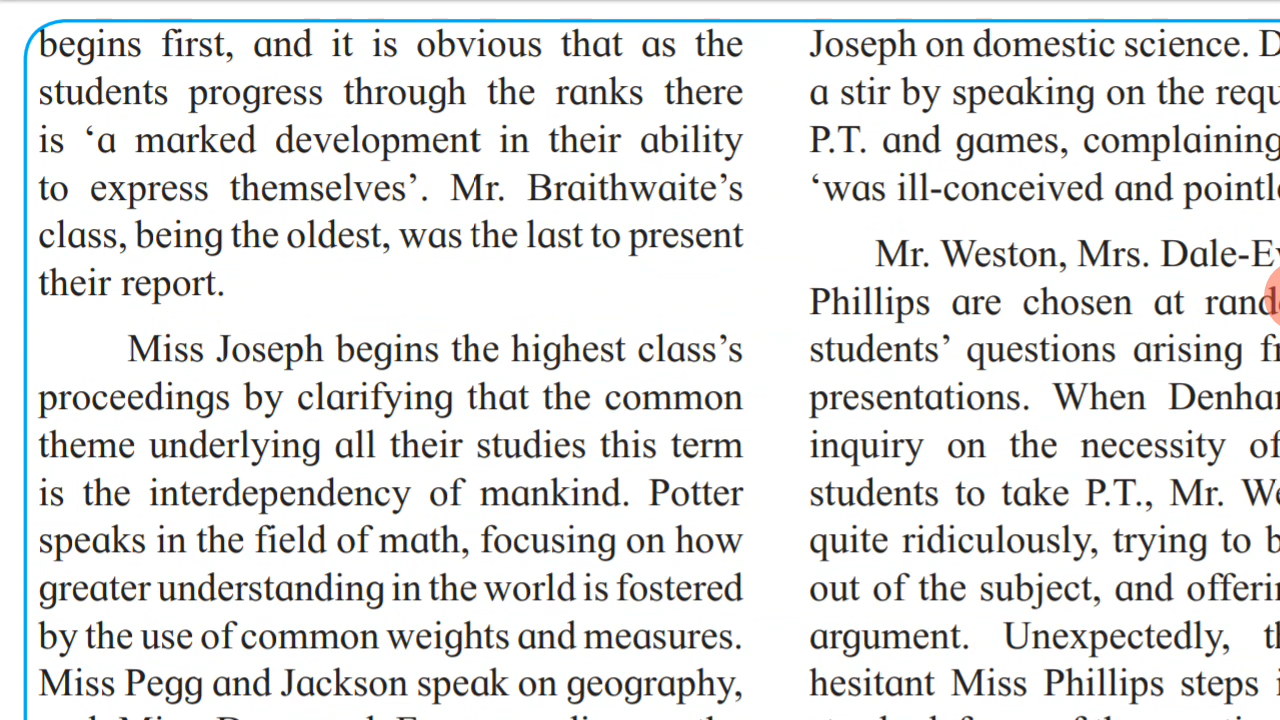 begins first, and it is obvious that as the
students progress through the ranks there
is ‘a marked development in their ability
to express themselves’. Mr. Braithwaite’s
class, being the oldest, was the last to present
their report.
Miss Joseph begins the highest class’s
proceedings by clarifying that the common
theme underlying all their studies this term
is the interdependency of mankind. Potter
speaks in the field of math, focusing on how
greater understanding in the world is fostered
by the use of common weights and measures.
Miss Pegg and Jackson speak on geography,
Joseph on domestic science.
a stir by speaking on the
P.T. and games, complaining
‘was ill-conceived and
Mr. Weston, Mrs.
Phillips are chosen at
students’ questions arising
presentations. When
inquiry on the necessity of
students to take P.T., Mr.
quite ridiculously, trying to
out of the subject, and
argument. Unexpectedly,
hesitant Miss Phillips steps